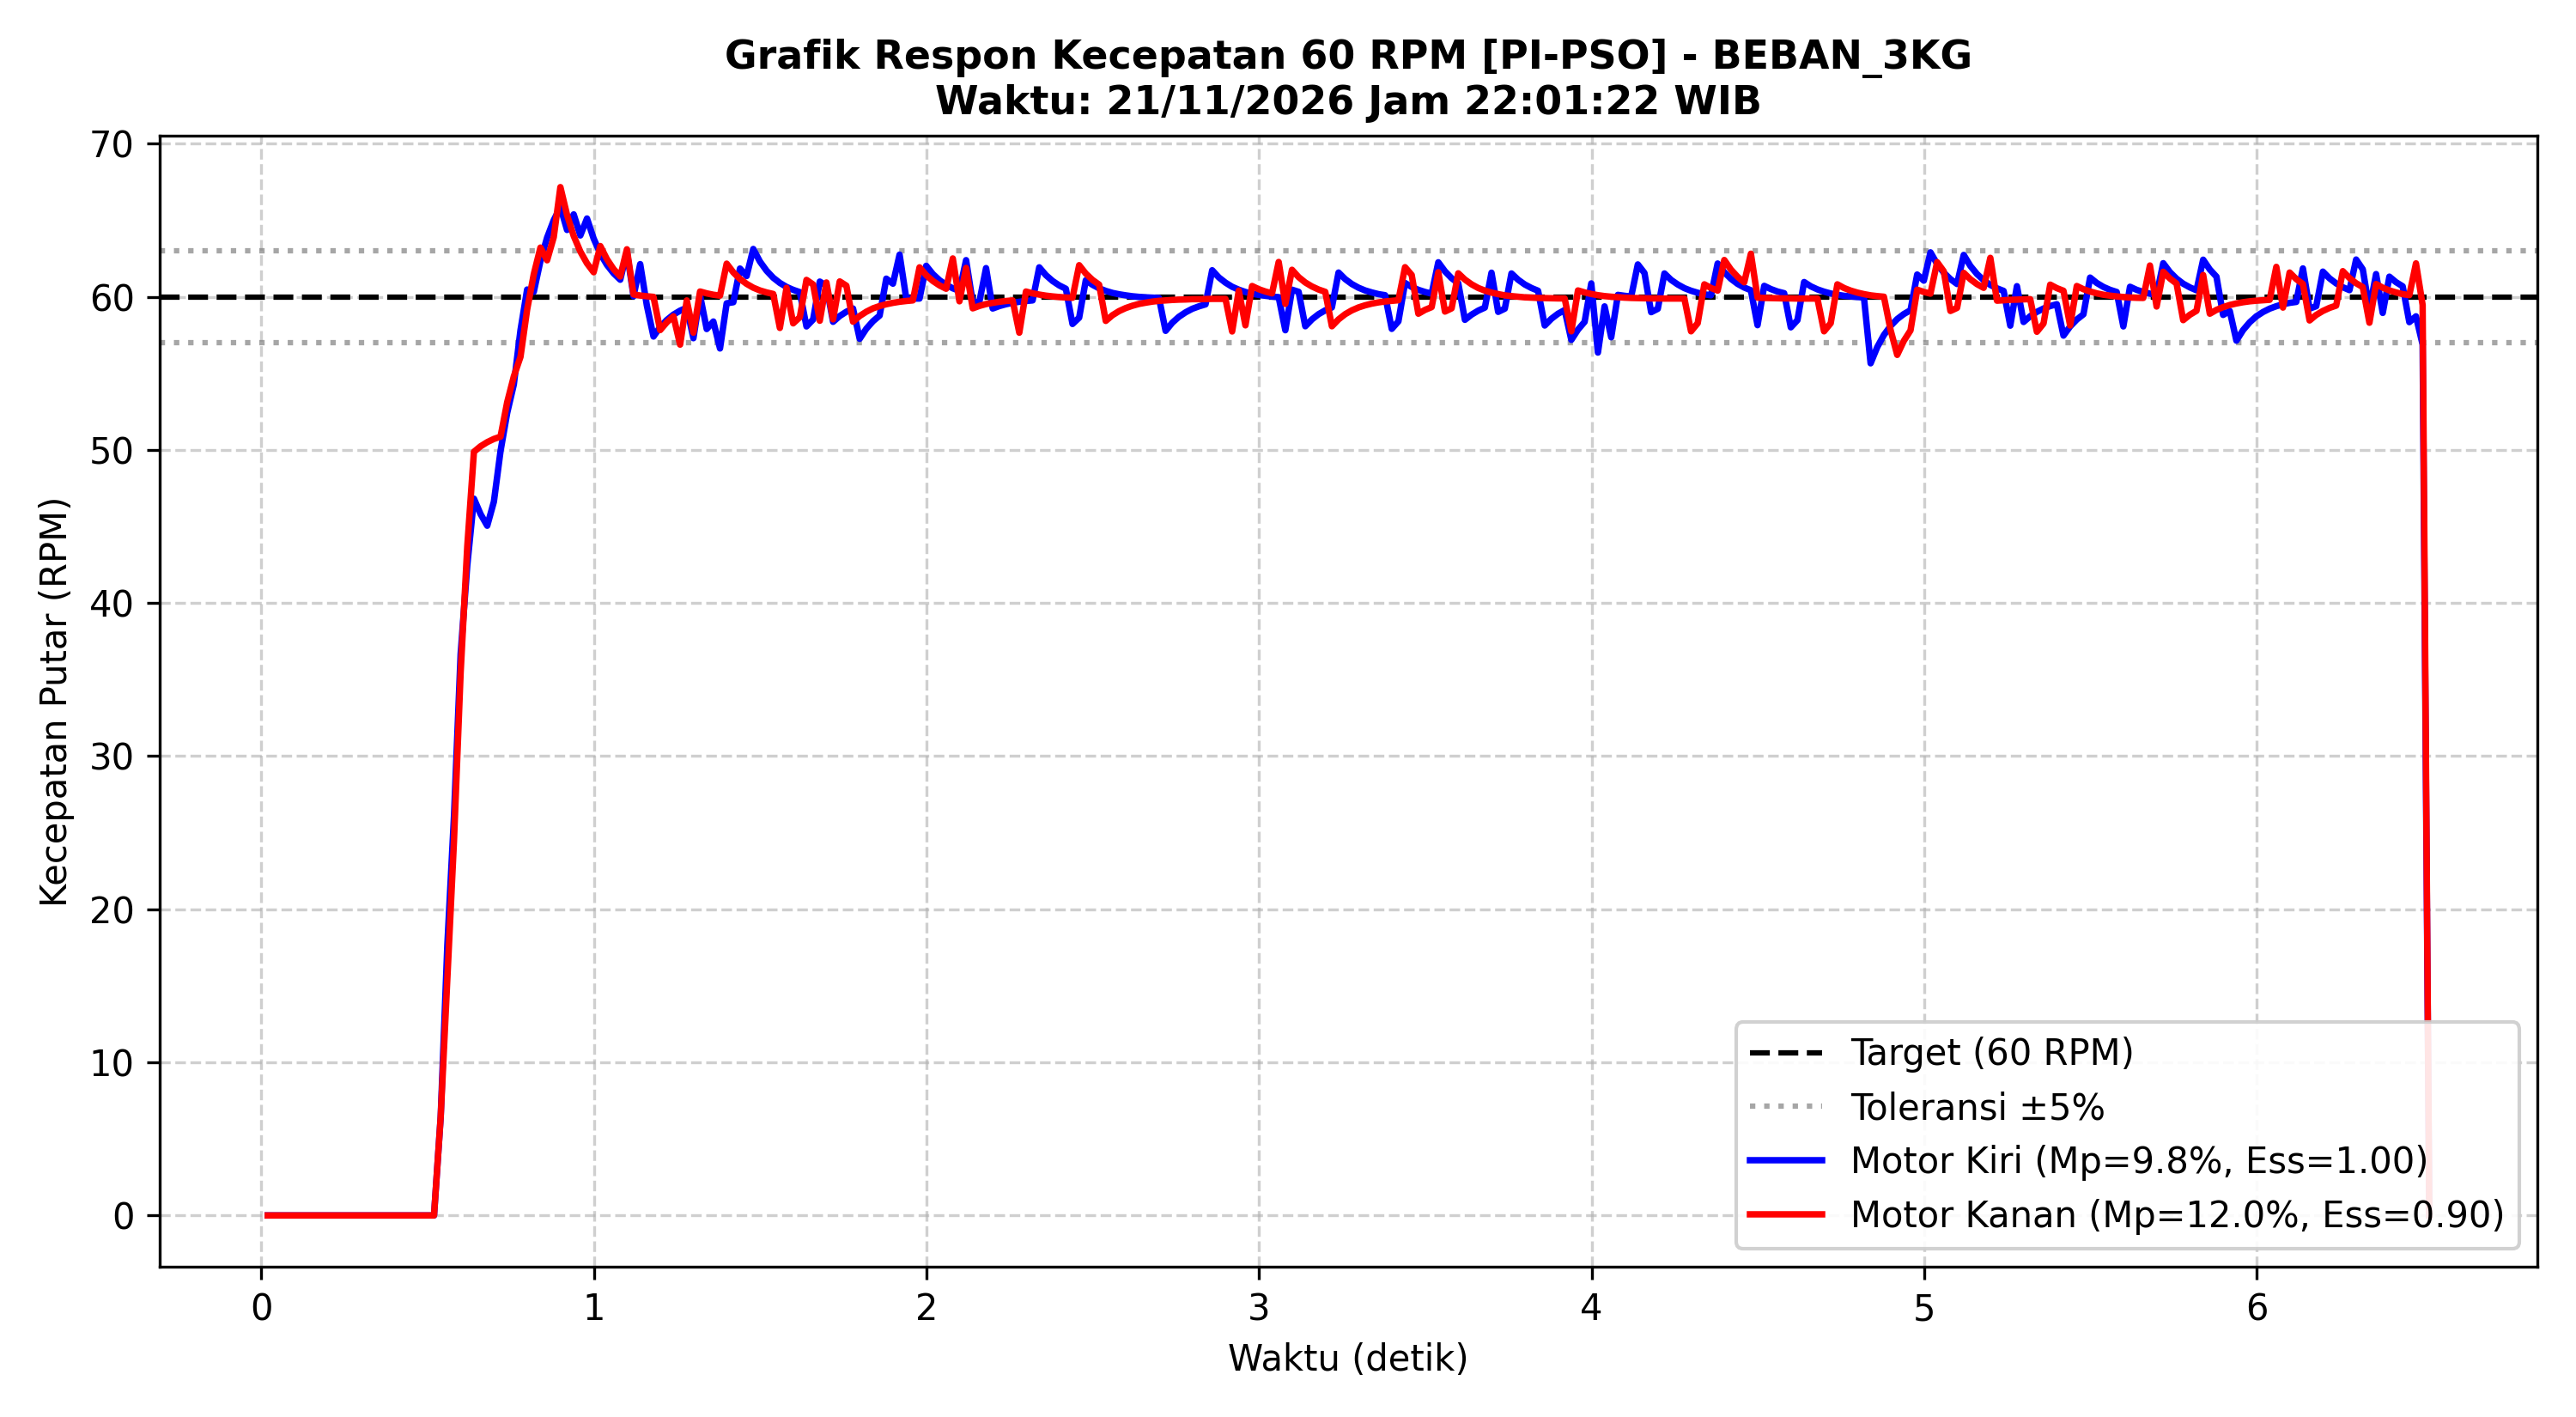 Grafik Respon Kecepatan 60 RPM [PI-PSO] - BEBAN_3KG
Waktu: 21/11/2026 Jam 22:01:22 WIB
Kecepatan Putar (RPM)
70
60
50
40
30
20
10
0
0 1 2 3 4 5 6
Waktu (detik)
Target (60 RPM)
Toleransi ±5%
Motor Kiri (Mp=9.8%, Ess=1.00)
Motor Kanan (Mp=12.0%, Ess=0.90)